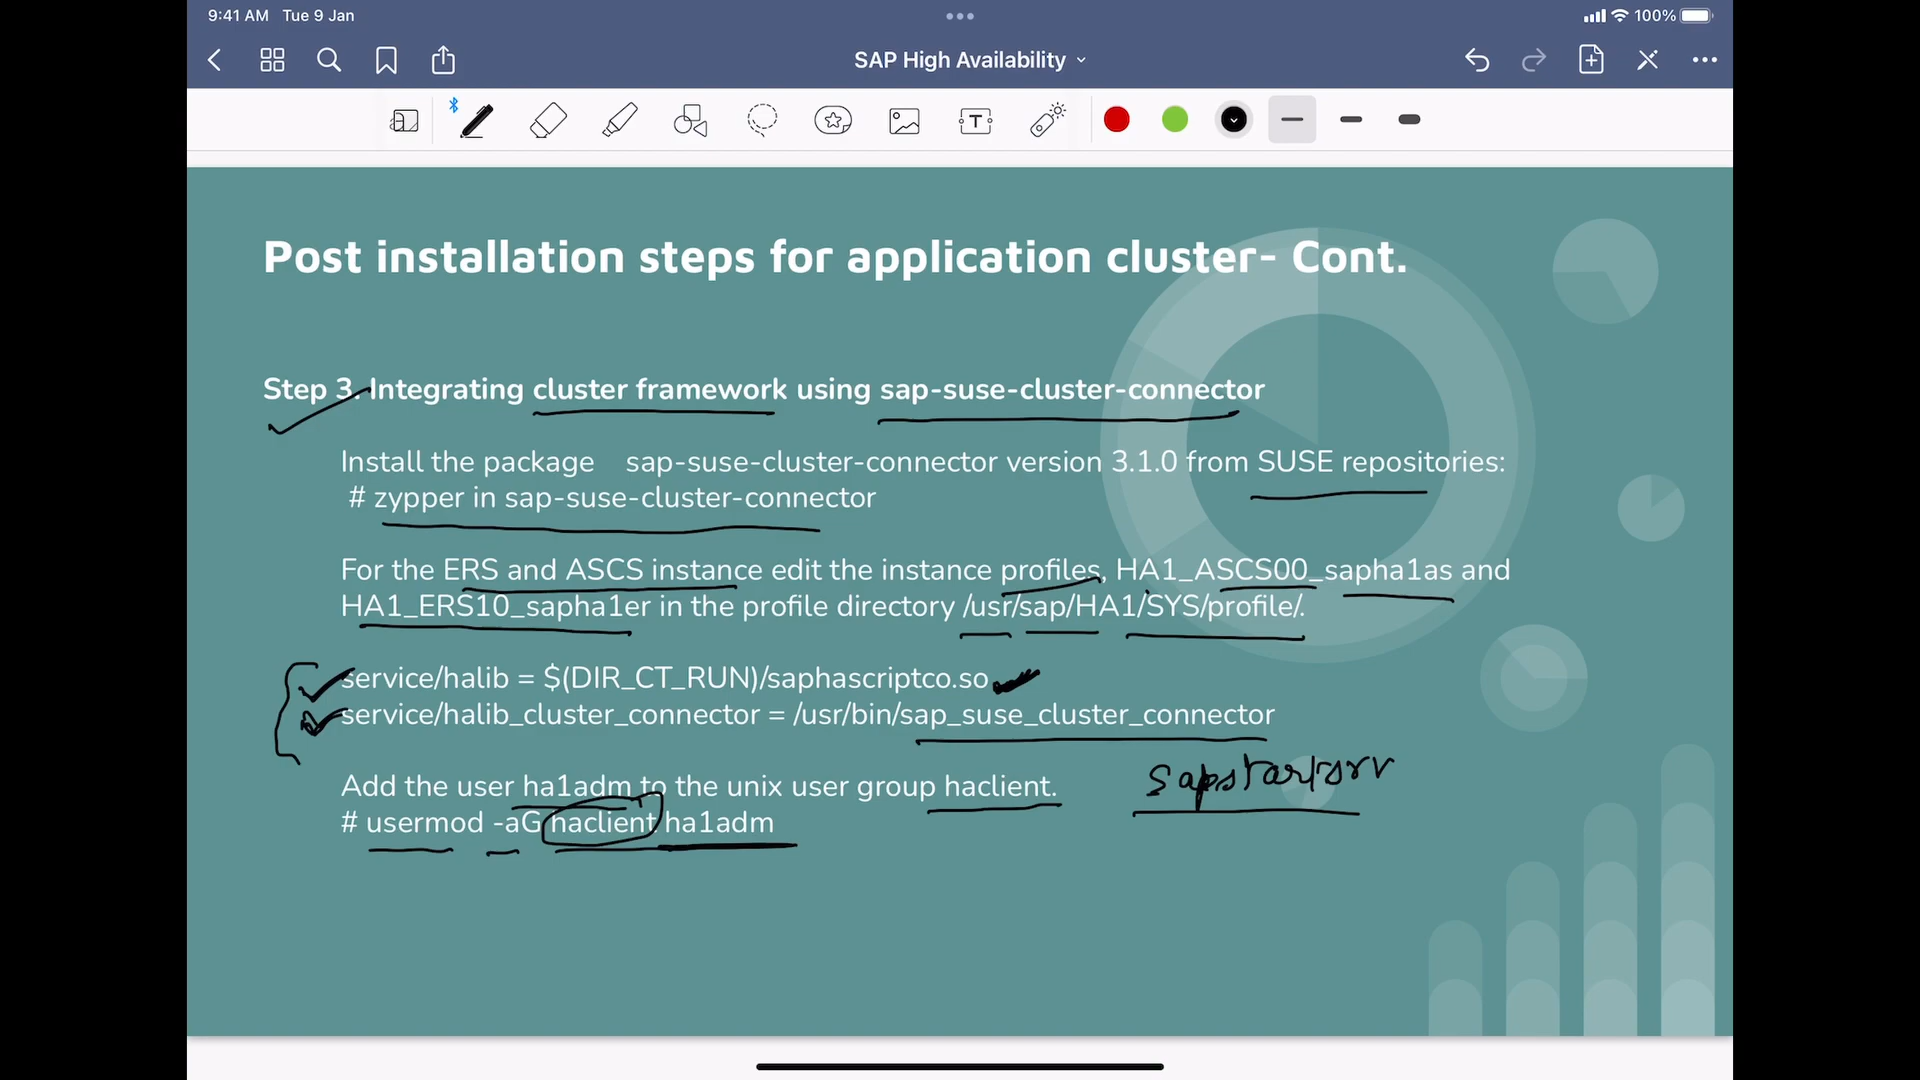 9:41 AM Tue 9 Jan
100%
SAP High Availability
Post installation steps for application cluster- Cont.
Step 3. Integrating cluster framework using sap-suse-cluster-connector
Install the package sap-suse-cluster-connector version 3.1.0 from SUSE repositories:
# zypper in sap-suse-cluster-connector
For the ERS and ASCS instance edit the instance profiles, HA1_ASCS00_sapha1as and
HA1_ERS10_sapha1er in the profile directory /usr/sap/HA1/SYS/profile/.
service/halib = $(DIR_CT_RUN)/saphascriptco.so
service/halib_cluster_connector = /usr/bin/sap_suse_cluster_connector
Sapstartsrv
Add the user ha1adm to the unix user group haclient.
# usermod -aG haclient ha1adm